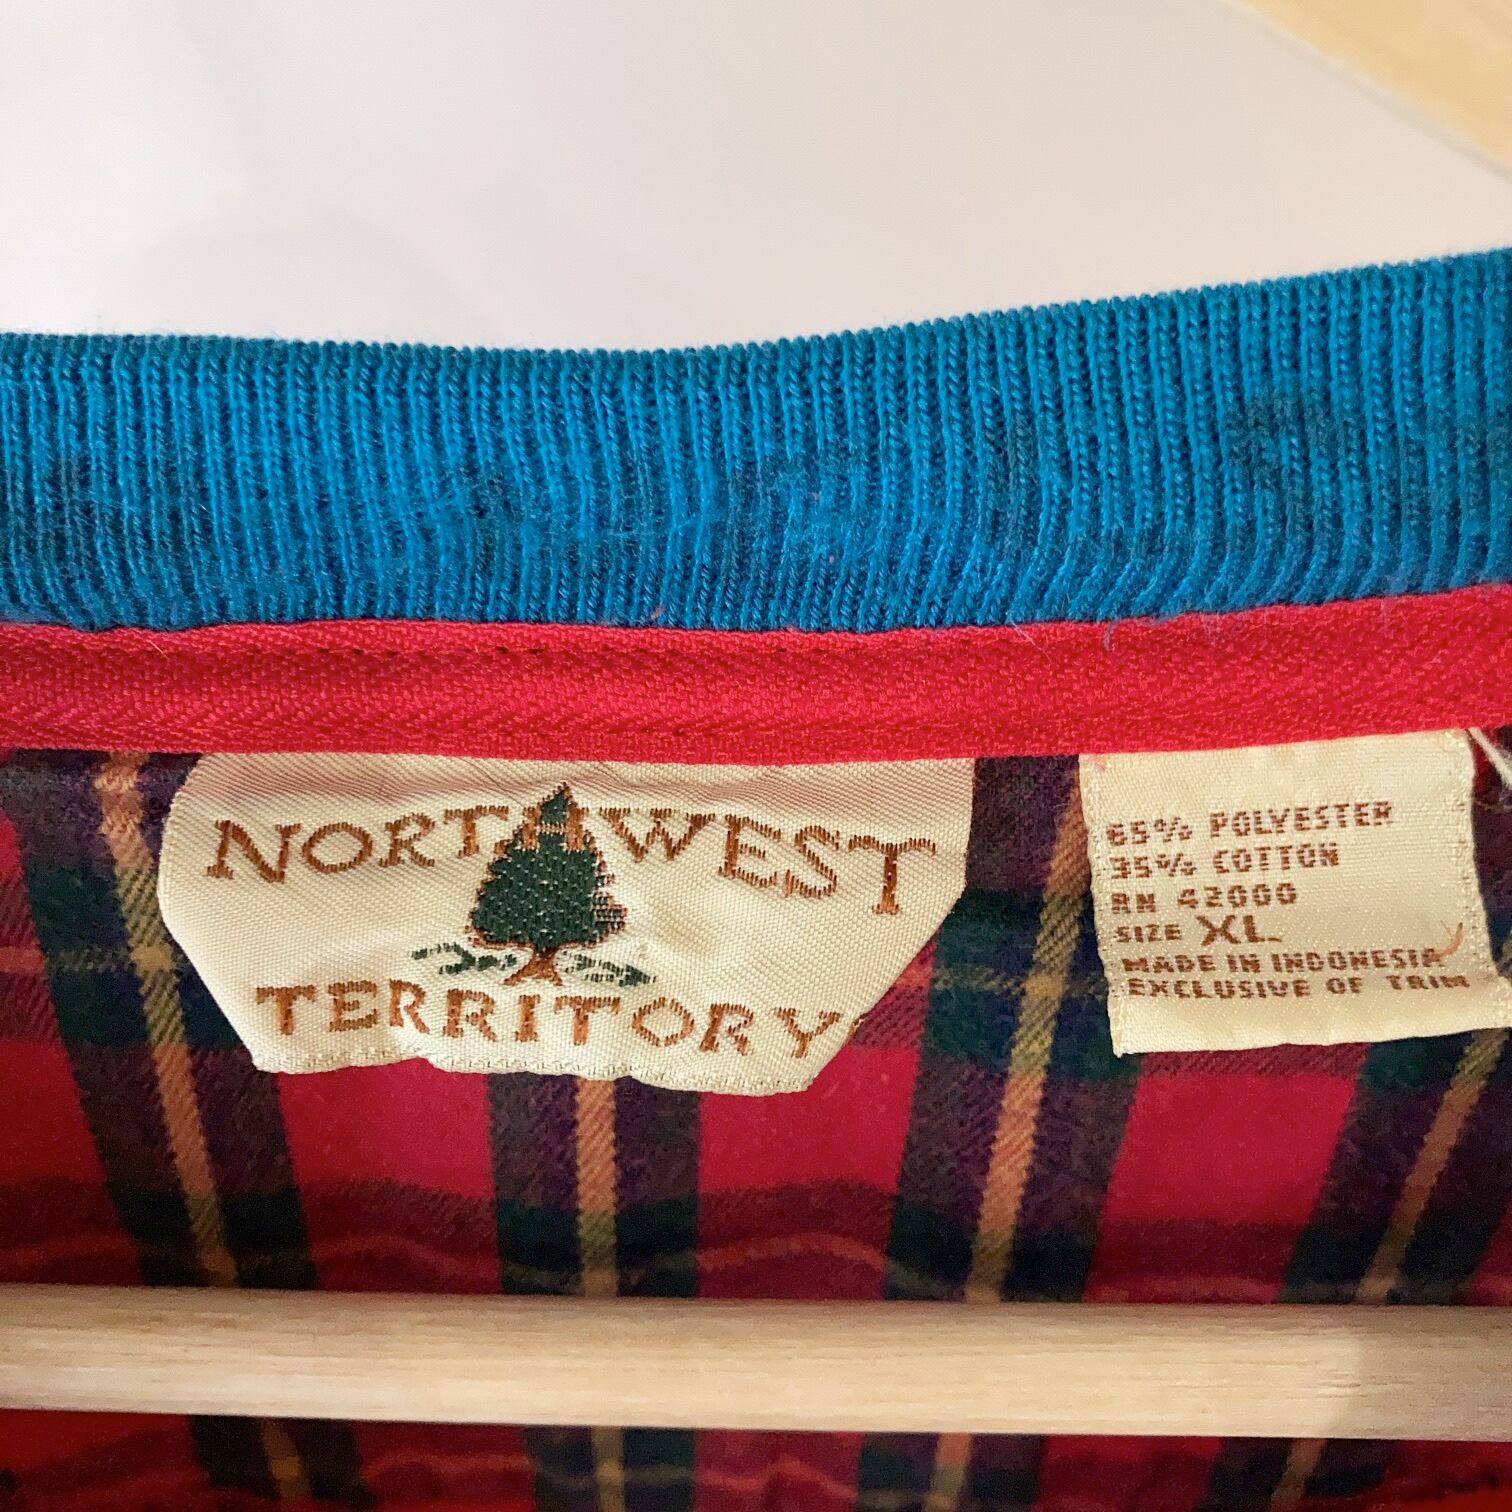 NORTHWEST
TERRITORY
65% POLYESTER
35% COTTON
RN 42000
SIZE XL
MADE IN INDONESIA
EXCLUSIVE OF TRIM